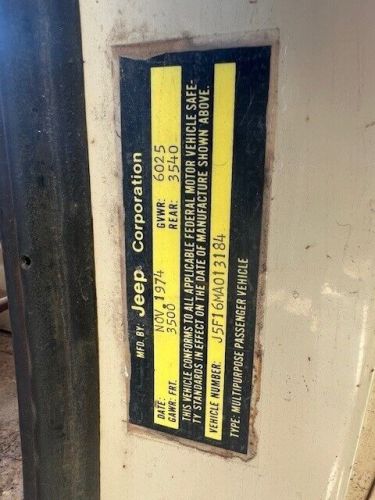 MFD. BY: Jeep Corporation
DATE: NOV 1974 GVWR: 6025
GAWR: FRT. 3500 REAR: 3540
THIS VEHICLE CONFORMS TO ALL APPLICABLE FEDERAL MOTOR VEHICLE SAFE-
TY STANDARDS IN EFFECT ON THE DATE OF MANUFACTURE SHOWN ABOVE.
VEHICLE NUMBER: J5F16MA013184
TYPE: MULTIPURPOSE PASSENGER VEHICLE